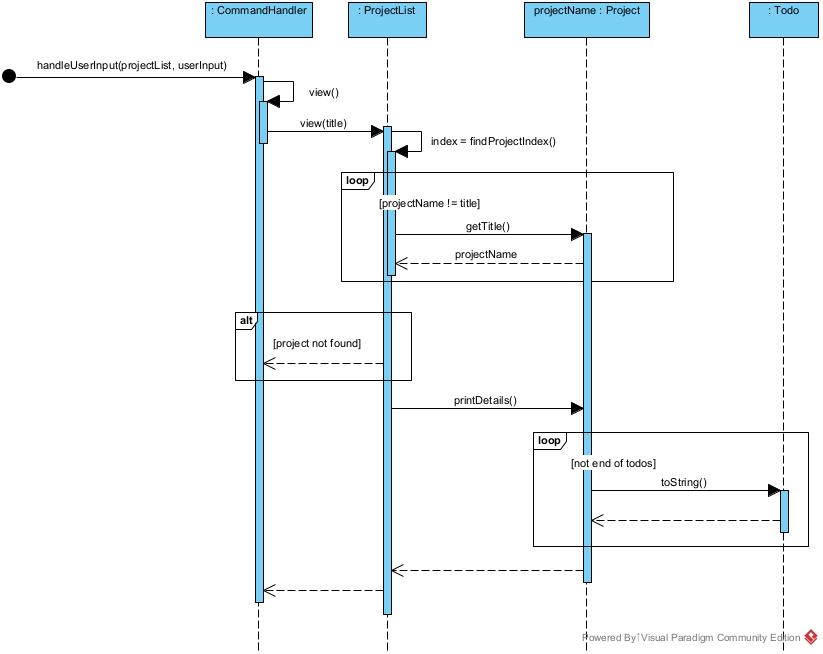 : CommandHandler
: ProjectList
projectName : Project
: Todo
handleUserInput(projectList, userInput)
view()
view(title)
index = findProjectIndex()
loop
[projectName != title]
getTitle()
projectName
alt
[project not found]
printDetails()
loop
[not end of todos]
toString()
Powered By Visual Paradigm Community Edition